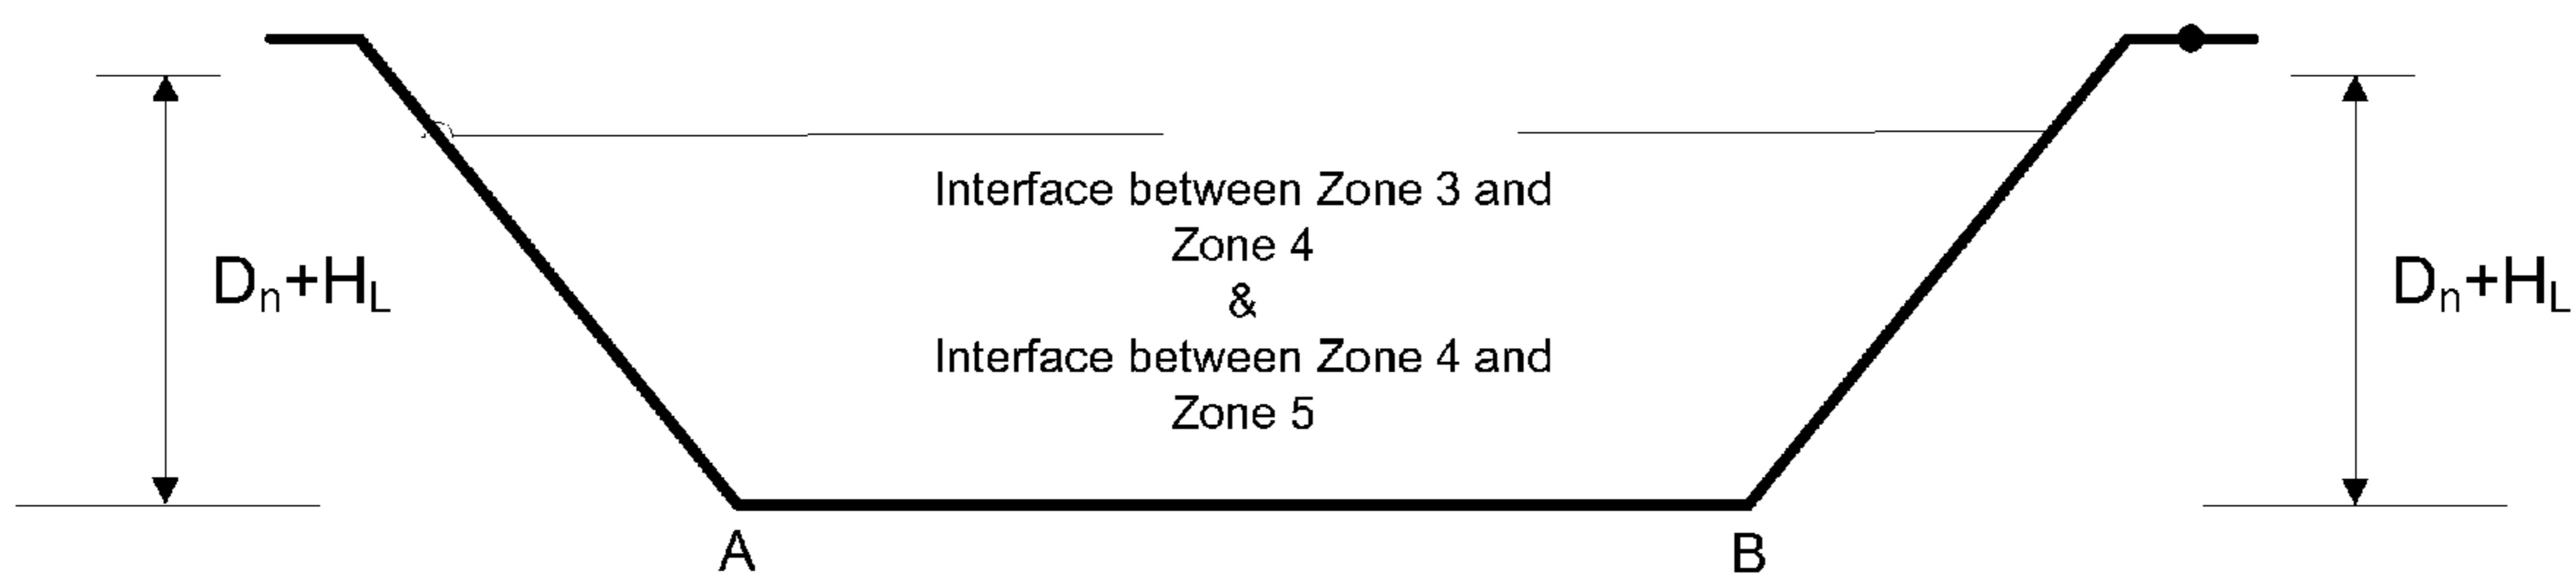 Interface between Zone 3 and
Zone 4
&
Interface between Zone 4 and
Zone 5
Dn+HL
Dn+HL
A
B